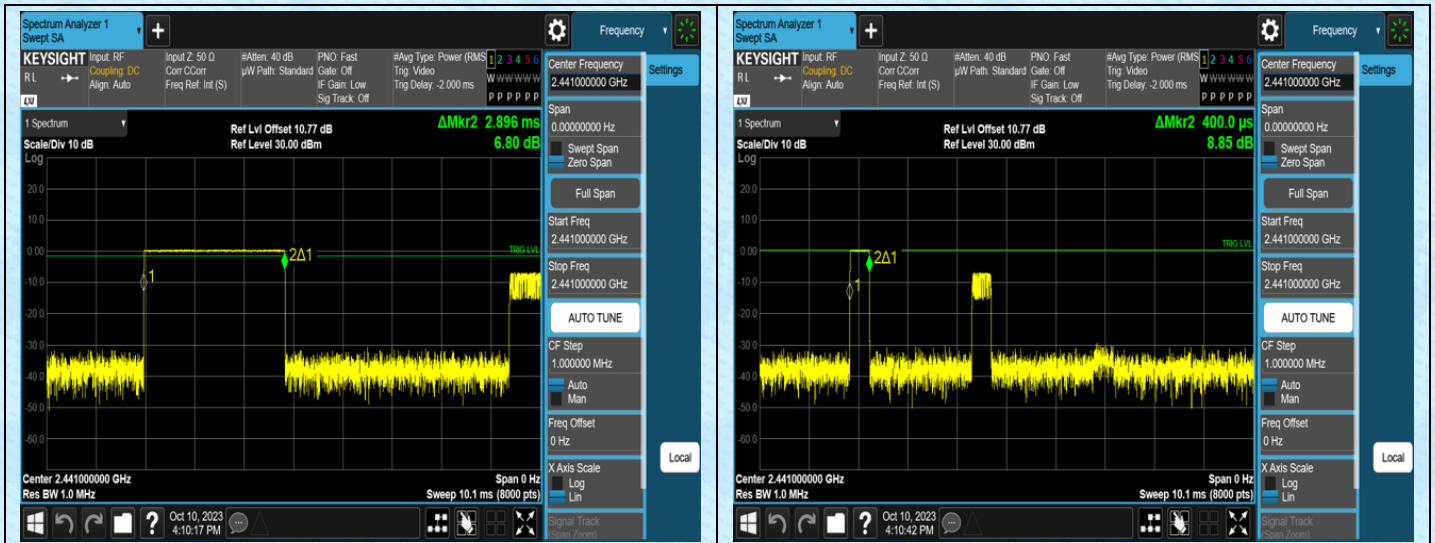 Spectrum Analyzer 1
Swept SA
Frequency
KEYSIGHT
R L
LXI
Input: RF
Coupling: DC
Align: Auto
Input Z: 50 Ω
Corr CCorr
Freq Ref: Int (S)
#Atten: 40 dB
µW Path: Standard
PNO: Fast
Gate: Off
IF Gain: Low
Sig Track: Off
#Avg Type: Power (RMS
Trig: Video
Trig Delay: -2.000 ms
1 2 3 4 5 6
W W W W W W
P P P P P P
Center Frequency
2.441000000 GHz
Settings
Span
0.00000000 Hz
Swept Span
Zero Span
Full Span
Start Freq
2.441000000 GHz
Stop Freq
2.441000000 GHz
AUTO TUNE
CF Step
1.000000 MHz
Auto
Man
Freq Offset
0 Hz
X Axis Scale
Log
Lin
Signal Track
(Span Zoom)
Local
1 Spectrum
Scale/Div 10 dB
Log
Ref Lvl Offset 10.77 dB
Ref Level 30.00 dBm
ΔMkr2 2.896 ms
6.80 dB
20.0
10.0
0.00
-10.0
-20.0
-30.0
-40.0
-50.0
-60.0
1
2Δ1
TRIG LVL
Center 2.441000000 GHz
Res BW 1.0 MHz
Span 0 Hz
Sweep 10.1 ms (8000 pts)
?
Oct 10, 2023
4:10:17 PM
Spectrum Analyzer 1
Swept SA
Frequency
KEYSIGHT
R L
LXI
Input: RF
Coupling: DC
Align: Auto
Input Z: 50 Ω
Corr CCorr
Freq Ref: Int (S)
#Atten: 40 dB
µW Path: Standard
PNO: Fast
Gate: Off
IF Gain: Low
Sig Track: Off
#Avg Type: Power (RMS
Trig: Video
Trig Delay: -2.000 ms
1 2 3 4 5 6
W W W W W W
P P P P P P
Center Frequency
2.441000000 GHz
Settings
Span
0.00000000 Hz
Swept Span
Zero Span
Full Span
Start Freq
2.441000000 GHz
Stop Freq
2.441000000 GHz
AUTO TUNE
CF Step
1.000000 MHz
Auto
Man
Freq Offset
0 Hz
X Axis Scale
Log
Lin
Signal Track
(Span Zoom)
Local
1 Spectrum
Scale/Div 10 dB
Log
Ref Lvl Offset 10.77 dB
Ref Level 30.00 dBm
ΔMkr2 400.0 µs
8.85 dB
20.0
10.0
0.00
-10.0
-20.0
-30.0
-40.0
-50.0
-60.0
1
2Δ1
TRIG LVL
Center 2.441000000 GHz
Res BW 1.0 MHz
Span 0 Hz
Sweep 10.1 ms (8000 pts)
?
Oct 10, 2023
4:10:42 PM